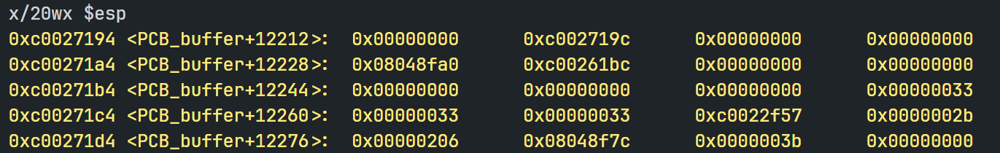 x/20wx $esp
0xc0027194 <PCB_buffer+12212>: 0x00000000 0xc002719c 0x00000000 0x00000000
0xc00271a4 <PCB_buffer+12228>: 0x08048fa0 0xc00261bc 0x00000000 0x00000000
0xc00271b4 <PCB_buffer+12244>: 0x00000000 0x00000000 0x00000000 0x00000033
0xc00271c4 <PCB_buffer+12260>: 0x00000033 0x00000033 0xc0022f57 0x0000002b
0xc00271d4 <PCB_buffer+12276>: 0x00000206 0x08048f7c 0x0000003b 0x00000000